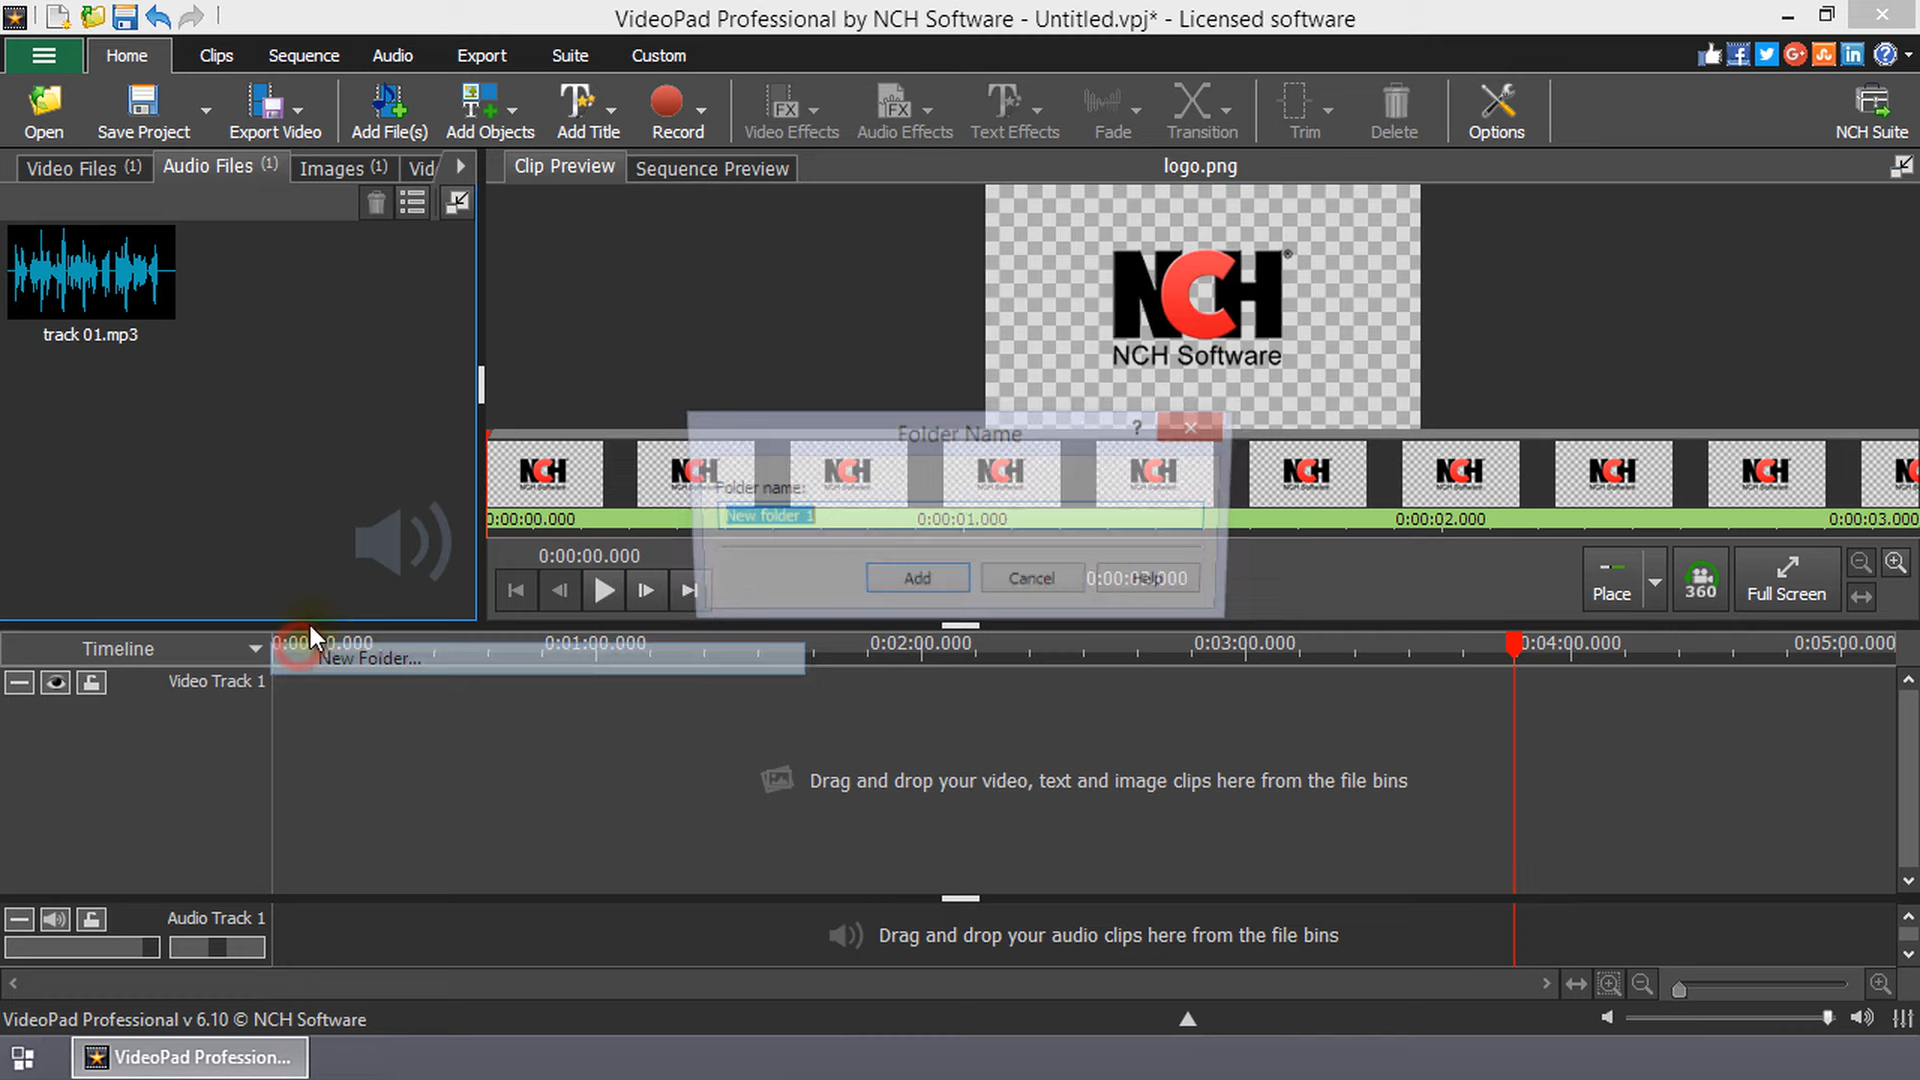 VideoPad Professional by NCH Software - Untitled.vpj* - Licensed software
Home Clips Sequence Audio Export Suite Custom
Open Save Project Export Video Add File(s) Add Objects Add Title Record Video Effects Audio Effects Text Effects Fade Transition Trim Delete Options NCH Suite
Video Files (1) Audio Files (1) Images (1) Vid Clip Preview Sequence Preview logo.png
track 01.mp3
NCH®
NCH Software
Folder Name
Folder name:
New folder 1
0:00:00.000 0:00:01.000 0:00:02.000 0:00:03.000
0:00:00.000
Add Cancel Help
0:00:03.000
Place 360 Full Screen
Timeline 0:00:00.000 0:01:00.000 0:02:00.000 0:03:00.000 0:04:00.000 0:05:00.000
New Folder...
Video Track 1
Drag and drop your video, text and image clips here from the file bins
Audio Track 1
Drag and drop your audio clips here from the file bins
VideoPad Professional v 6.10 © NCH Software
VideoPad Profession...